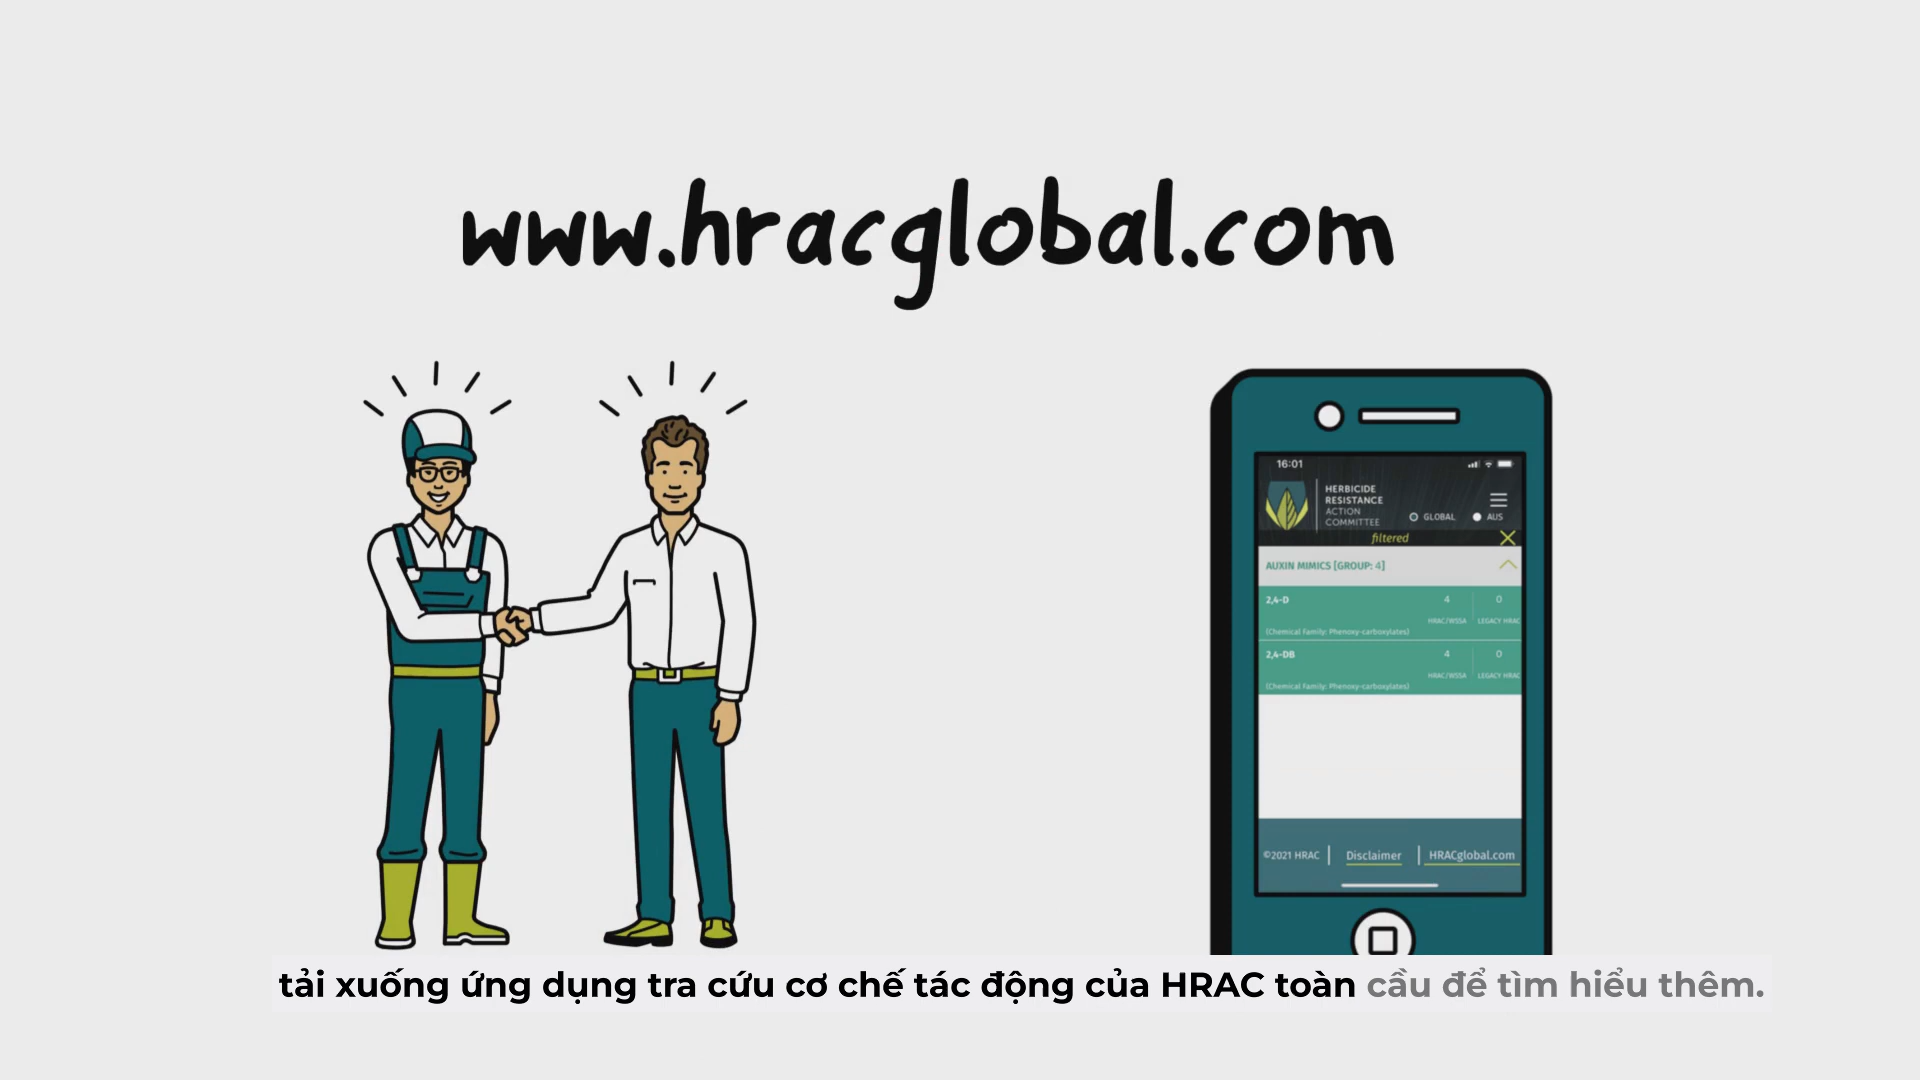 www.hracglobal.com
16:01
HERBICIDE
RESISTANCE
ACTION
COMMITTEE
GLOBAL AUS
filtered
AUXIN MIMICS [GROUP: 4]
2,4-D 4 0
HRAC/WSSA LEGACY HRAC
(Chemical Family: Phenoxy-carboxylates)
2,4-DB 4 0
HRAC/WSSA LEGACY HRAC
(Chemical Family: Phenoxy-carboxylates)
©2021 HRAC Disclaimer HRACglobal.com
tải xuống ứng dụng tra cứu cơ chế tác động của HRAC toàn cầu để tìm hiểu thêm.